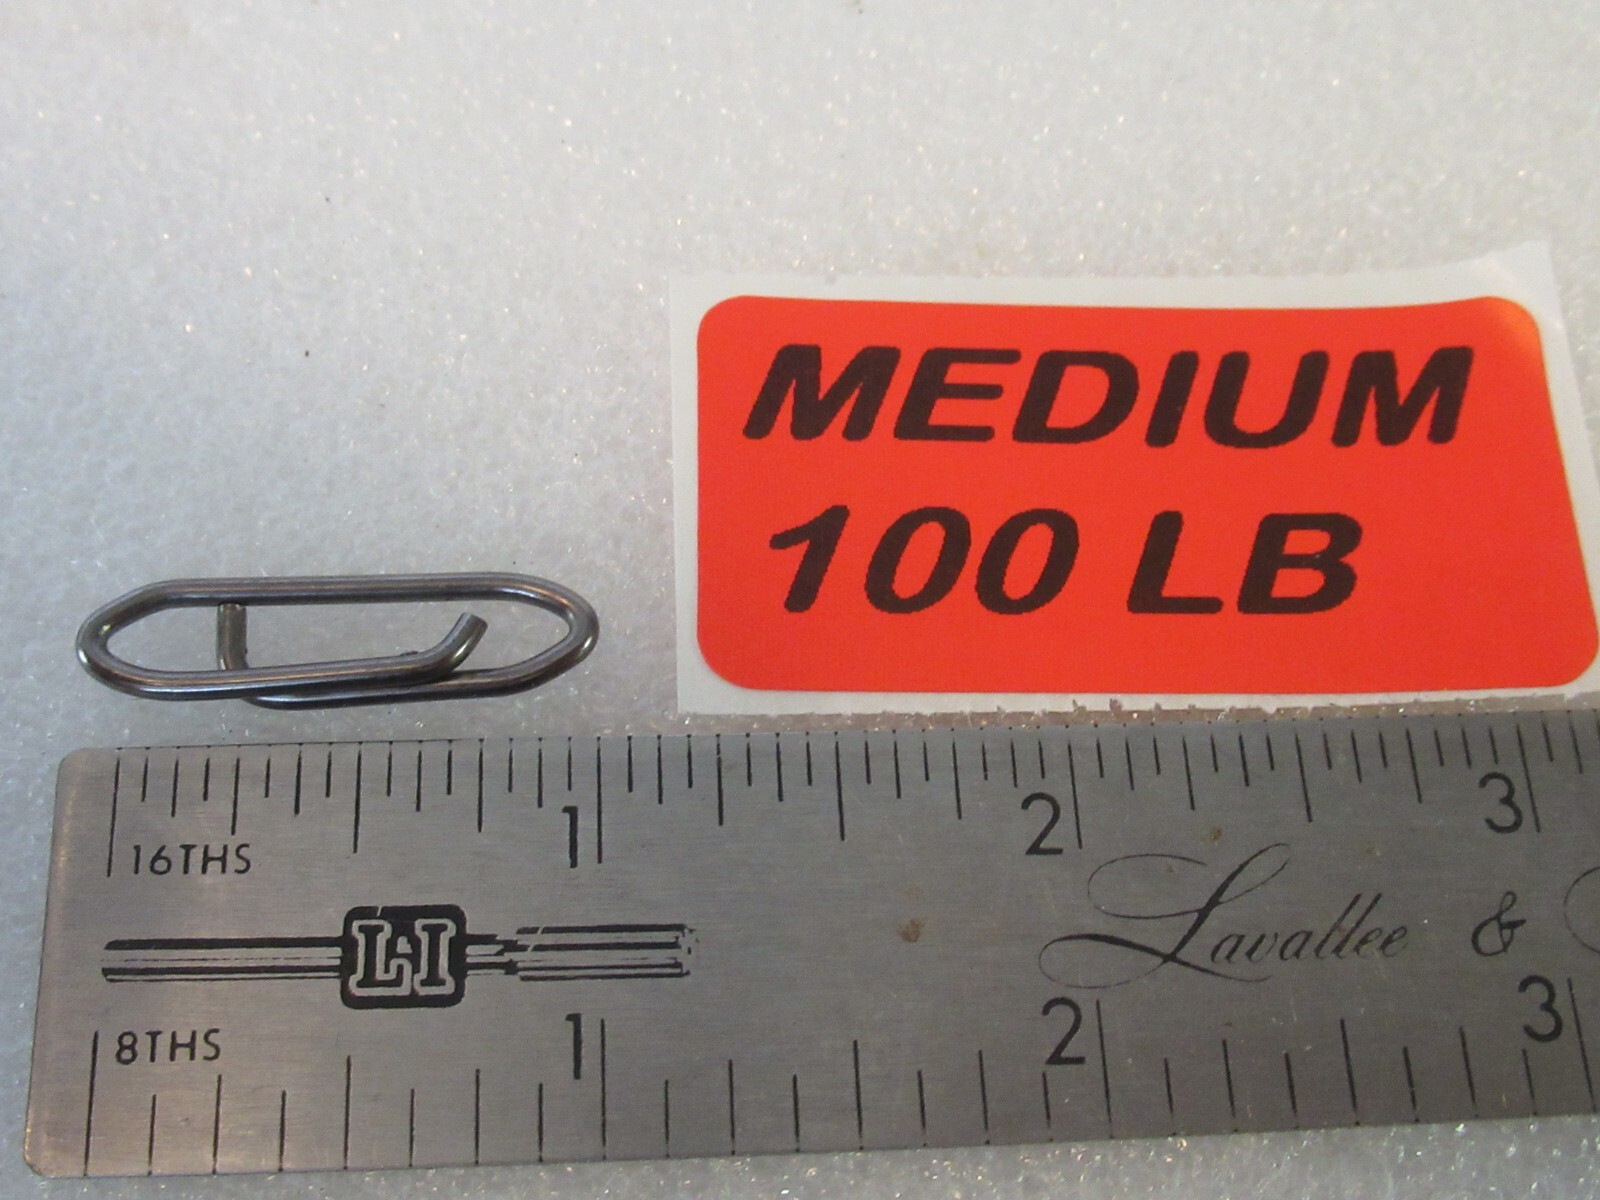 MEDIUM
100 LB
1 2 3
16THS
L&I
Lavallee &
8THS
1 2 3